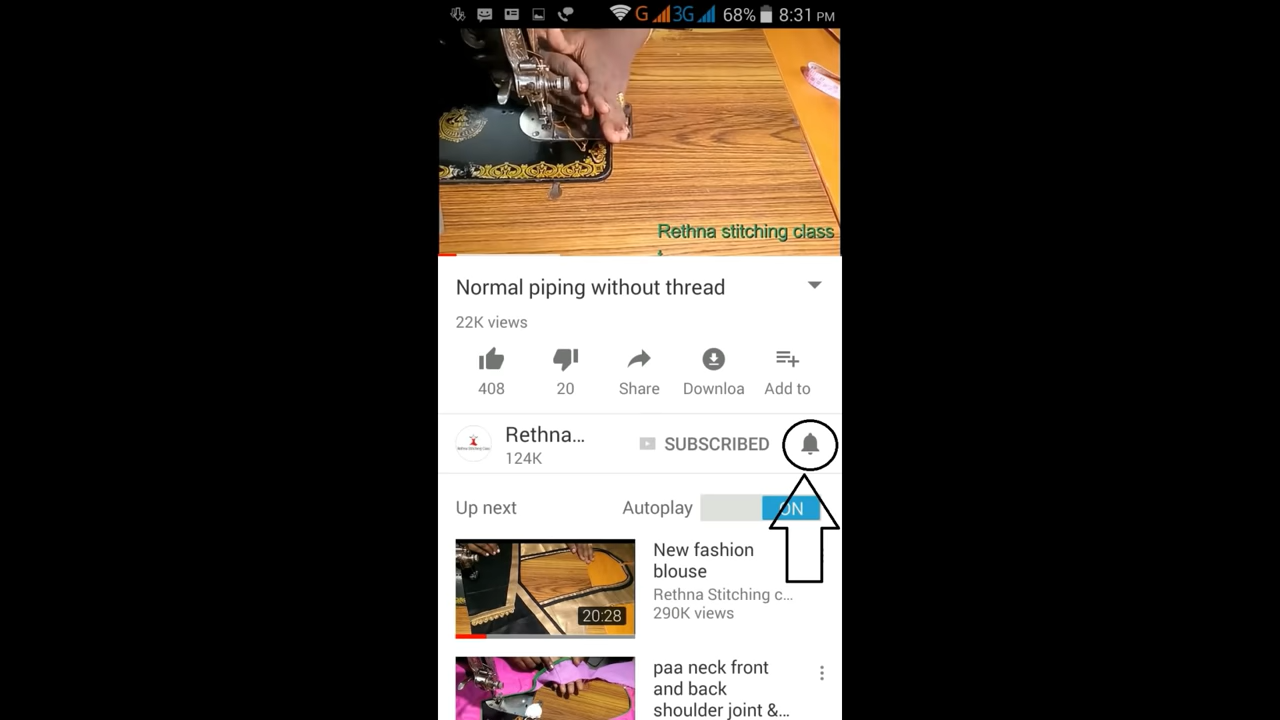 G 3G 68% 8:31 PM
Rethna stitching class
Normal piping without thread
22K views
408 20 Share Downloa Add to
Rethna… SUBSCRIBED
124K
Up next Autoplay ON
New fashion
blouse
Rethna Stitching c…
290K views
20:28
paa neck front
and back
shoulder joint &…